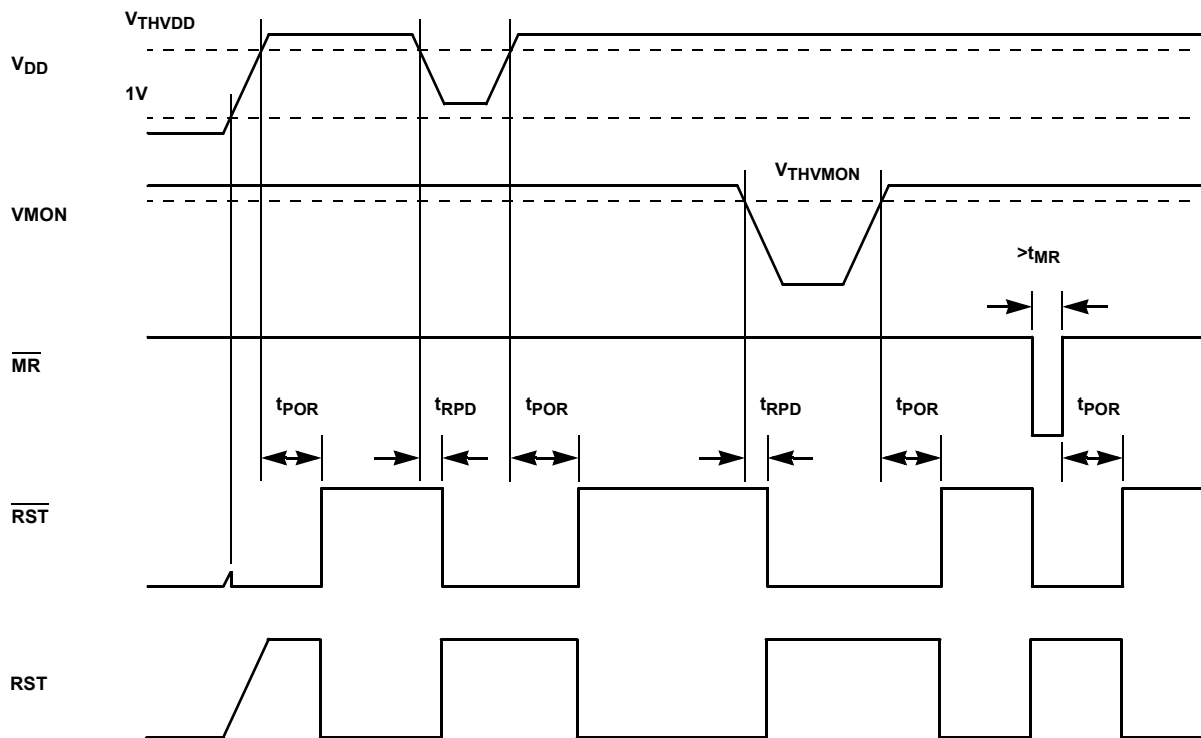 VTHVDD
VDD
1V
VTHVMON
VMON
>tMR
MR
tPOR
tRPD
tPOR
tRPD
tPOR
tPOR
RST
RST